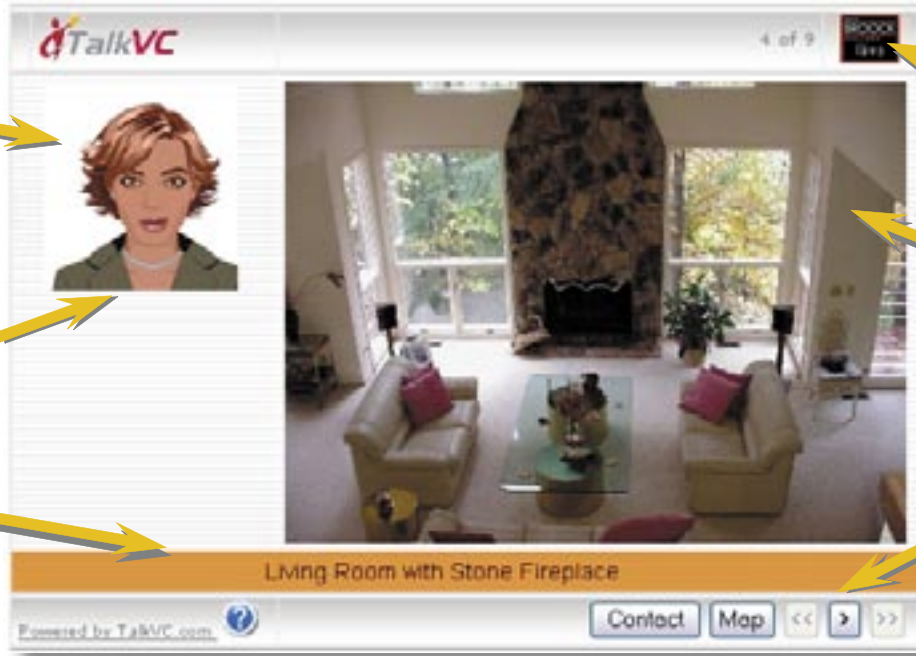 TalkVC
4 of 9
Living Room with Stone Fireplace
Powered by TalkVC.com
?
Contact
Map
<<
>
>>